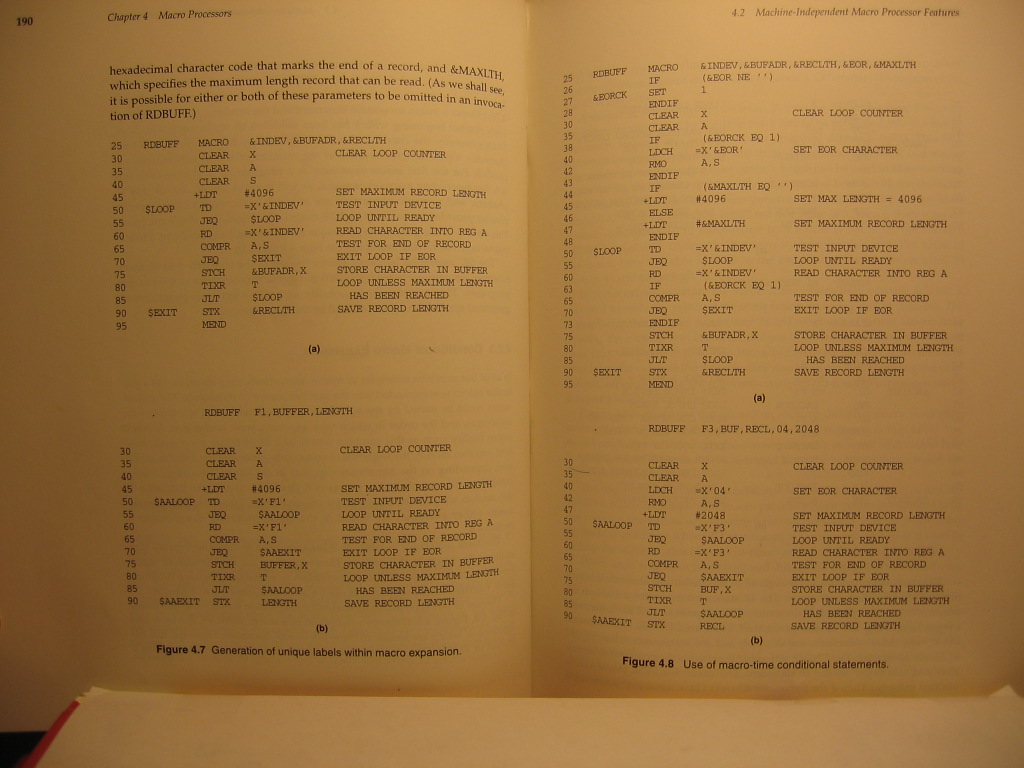 190
Chapter 4 Macro Processors
hexadecimal character code that marks the end of a record, and &MAXLTH,
which specifies the maximum length record that can be read. (As we shall see,
it is possible for either or both of these parameters to be omitted in an invoca-
tion of RDBUFF.)
25 RDBUFF MACRO &INDEV,&BUFADR,&RECLTH
30 CLEAR X CLEAR LOOP COUNTER
35 CLEAR A
40 CLEAR S
45 +LDT #4096 SET MAXIMUM RECORD LENGTH
50 $LOOP TD =X'&INDEV' TEST INPUT DEVICE
55 JEQ $LOOP LOOP UNTIL READY
60 RD =X'&INDEV' READ CHARACTER INTO REG A
65 COMPR A,S TEST FOR END OF RECORD
70 JEQ $EXIT EXIT LOOP IF EOR
75 STCH &BUFADR,X STORE CHARACTER IN BUFFER
80 TIXR T LOOP UNLESS MAXIMUM LENGTH
85 JLT $LOOP HAS BEEN REACHED
90 $EXIT STX &RECLTH SAVE RECORD LENGTH
95 MEND
(a)
. RDBUFF F1,BUFFER,LENGTH
30 CLEAR X CLEAR LOOP COUNTER
35 CLEAR A
40 CLEAR S
45 +LDT #4096 SET MAXIMUM RECORD LENGTH
50 $AALOOP TD =X'F1' TEST INPUT DEVICE
55 JEQ $AALOOP LOOP UNTIL READY
60 RD =X'F1' READ CHARACTER INTO REG A
65 COMPR A,S TEST FOR END OF RECORD
70 JEQ $AAEXIT EXIT LOOP IF EOR
75 STCH BUFFER,X STORE CHARACTER IN BUFFER
80 TIXR T LOOP UNLESS MAXIMUM LENGTH
85 JLT $AALOOP HAS BEEN REACHED
90 $AAEXIT STX LENGTH SAVE RECORD LENGTH
(b)
Figure 4.7 Generation of unique labels within macro expansion.
4.2 Machine-Independent Macro Processor Features
25 RDBUFF MACRO &INDEV,&BUFADR,&RECLTH,&EOR,&MAXLTH
26 IF (&EOR NE '')
27 &EORCK SET 1
28 ENDIF
30 CLEAR X CLEAR LOOP COUNTER
35 CLEAR A
38 IF (&EORCK EQ 1)
40 LDCH =X'&EOR' SET EOR CHARACTER
42 RMO A,S
43 ENDIF
44 IF (&MAXLTH EQ '')
45 +LDT #4096 SET MAX LENGTH = 4096
46 ELSE
47 +LDT #&MAXLTH SET MAXIMUM RECORD LENGTH
48 ENDIF
50 $LOOP TD =X'&INDEV' TEST INPUT DEVICE
55 JEQ $LOOP LOOP UNTIL READY
60 RD =X'&INDEV' READ CHARACTER INTO REG A
63 IF (&EORCK EQ 1)
65 COMPR A,S TEST FOR END OF RECORD
70 JEQ $EXIT EXIT LOOP IF EOR
73 ENDIF
75 STCH &BUFADR,X STORE CHARACTER IN BUFFER
80 TIXR T LOOP UNLESS MAXIMUM LENGTH
85 JLT $LOOP HAS BEEN REACHED
90 $EXIT STX &RECLTH SAVE RECORD LENGTH
95 MEND
(a)
. RDBUFF F3,BUF,RECL,04,2048
30 CLEAR X CLEAR LOOP COUNTER
35 CLEAR A
40 LDCH =X'04' SET EOR CHARACTER
42 RMO A,S
47 +LDT #2048 SET MAXIMUM RECORD LENGTH
50 $AALOOP TD =X'F3' TEST INPUT DEVICE
55 JEQ $AALOOP LOOP UNTIL READY
60 RD =X'F3' READ CHARACTER INTO REG A
65 COMPR A,S TEST FOR END OF RECORD
70 JEQ $AAEXIT EXIT LOOP IF EOR
75 STCH BUF,X STORE CHARACTER IN BUFFER
80 TIXR T LOOP UNLESS MAXIMUM LENGTH
85 JLT $AALOOP HAS BEEN REACHED
90 $AAEXIT STX RECL SAVE RECORD LENGTH
(b)
Figure 4.8 Use of macro-time conditional statements.